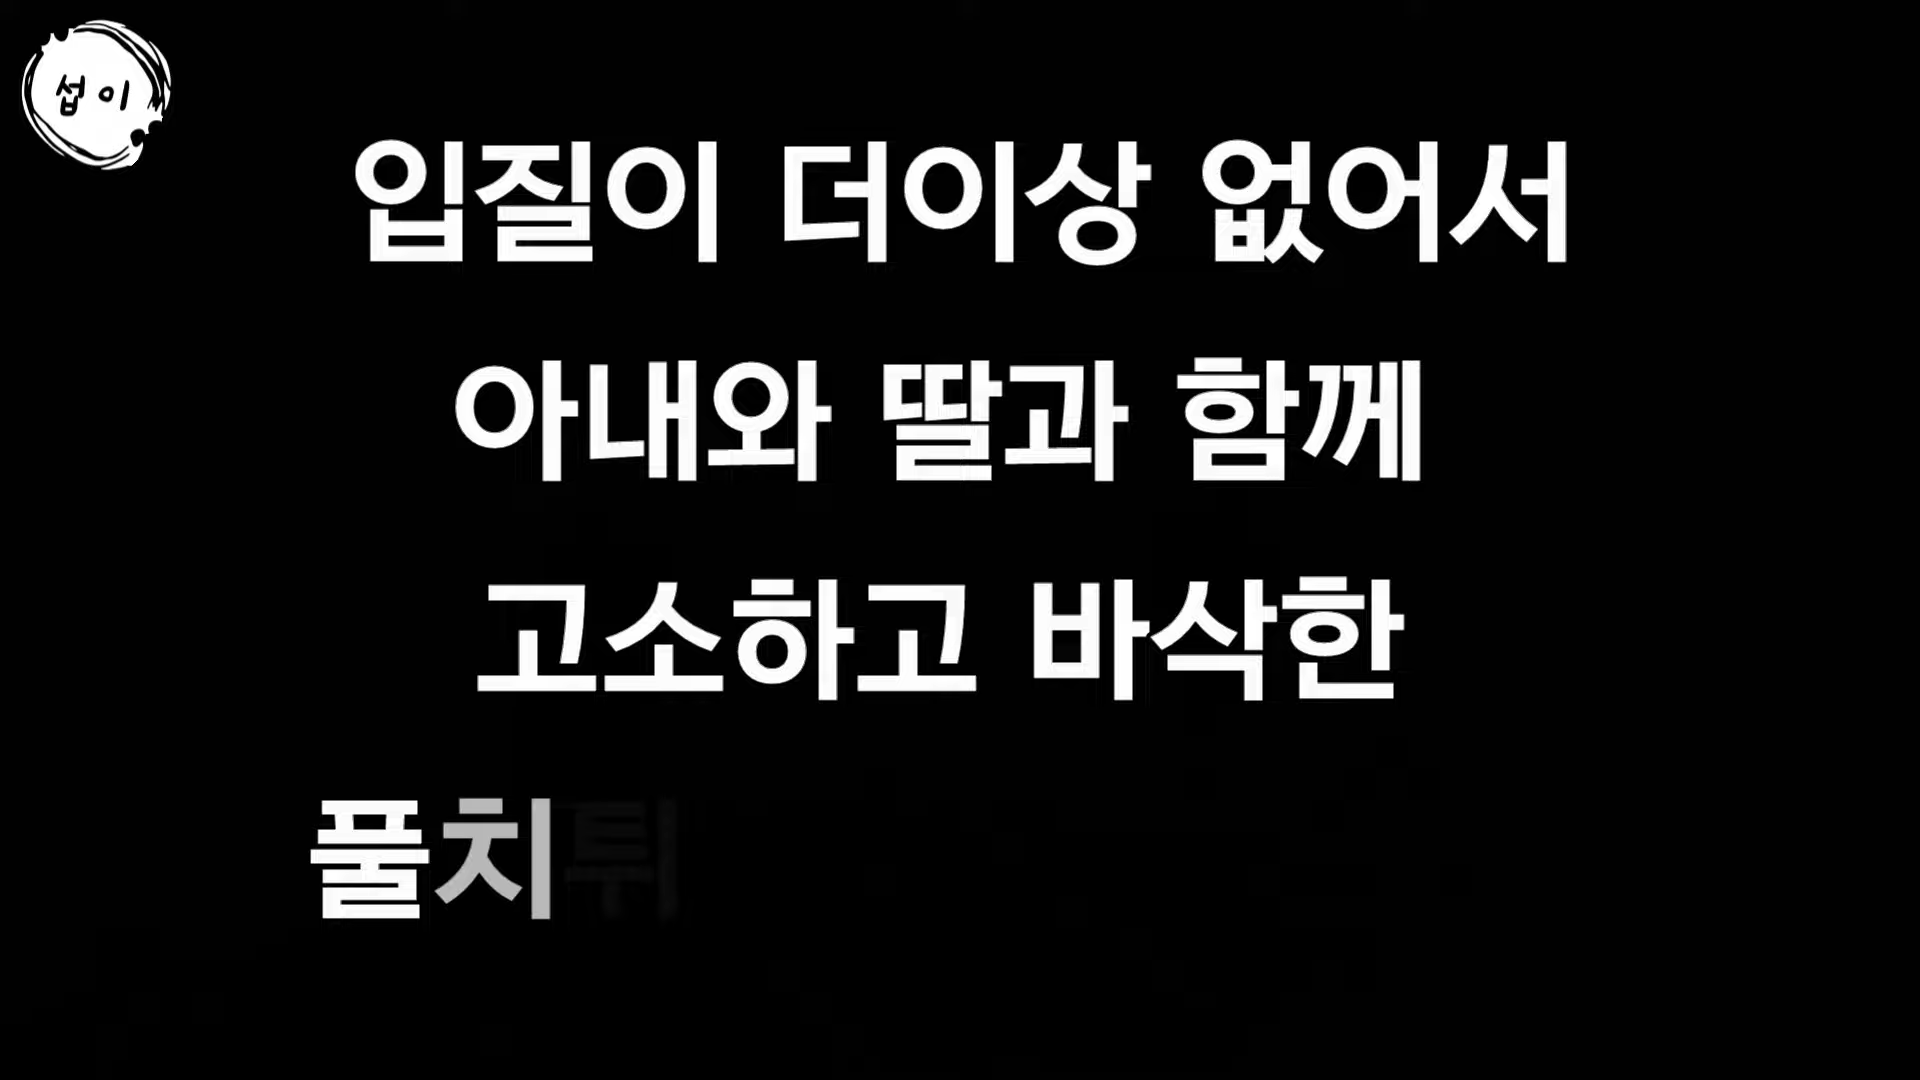 섭이
입질이 더이상 없어서
아내와 딸과 함께
고소하고 바삭한
풀치튀